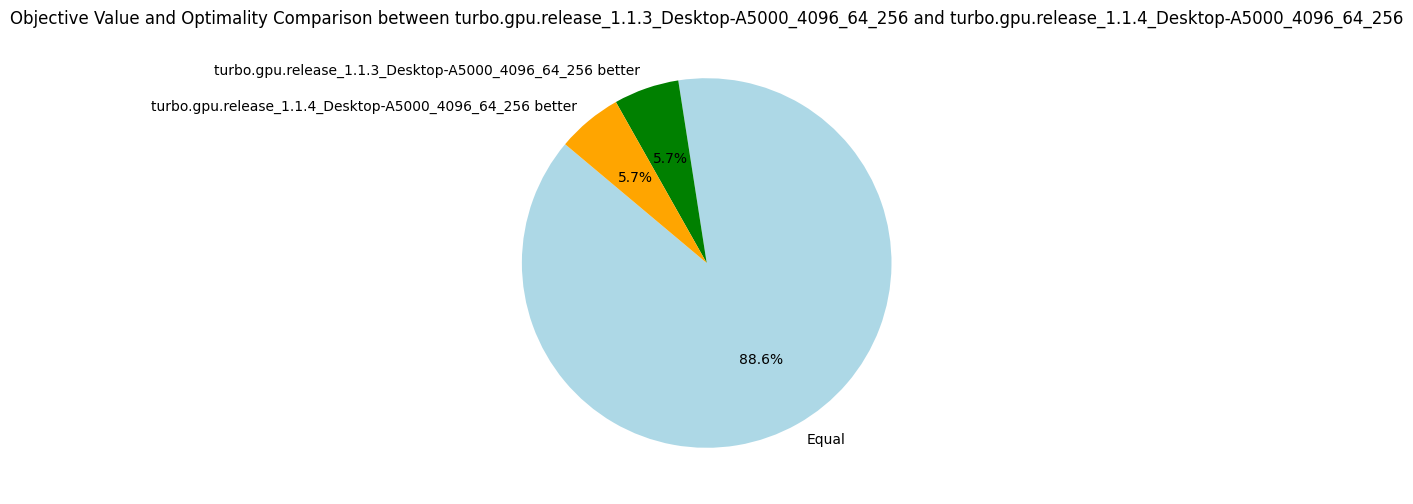 Objective Value and Optimality Comparison between turbo.gpu.release_1.1.3_Desktop-A5000_4096_64_256 and turbo.gpu.release_1.1.4_Desktop-A5000_4096_64_256
turbo.gpu.release_1.1.3_Desktop-A5000_4096_64_256 better
turbo.gpu.release_1.1.4_Desktop-A5000_4096_64_256 better
5.7%
5.7%
88.6%
Equal